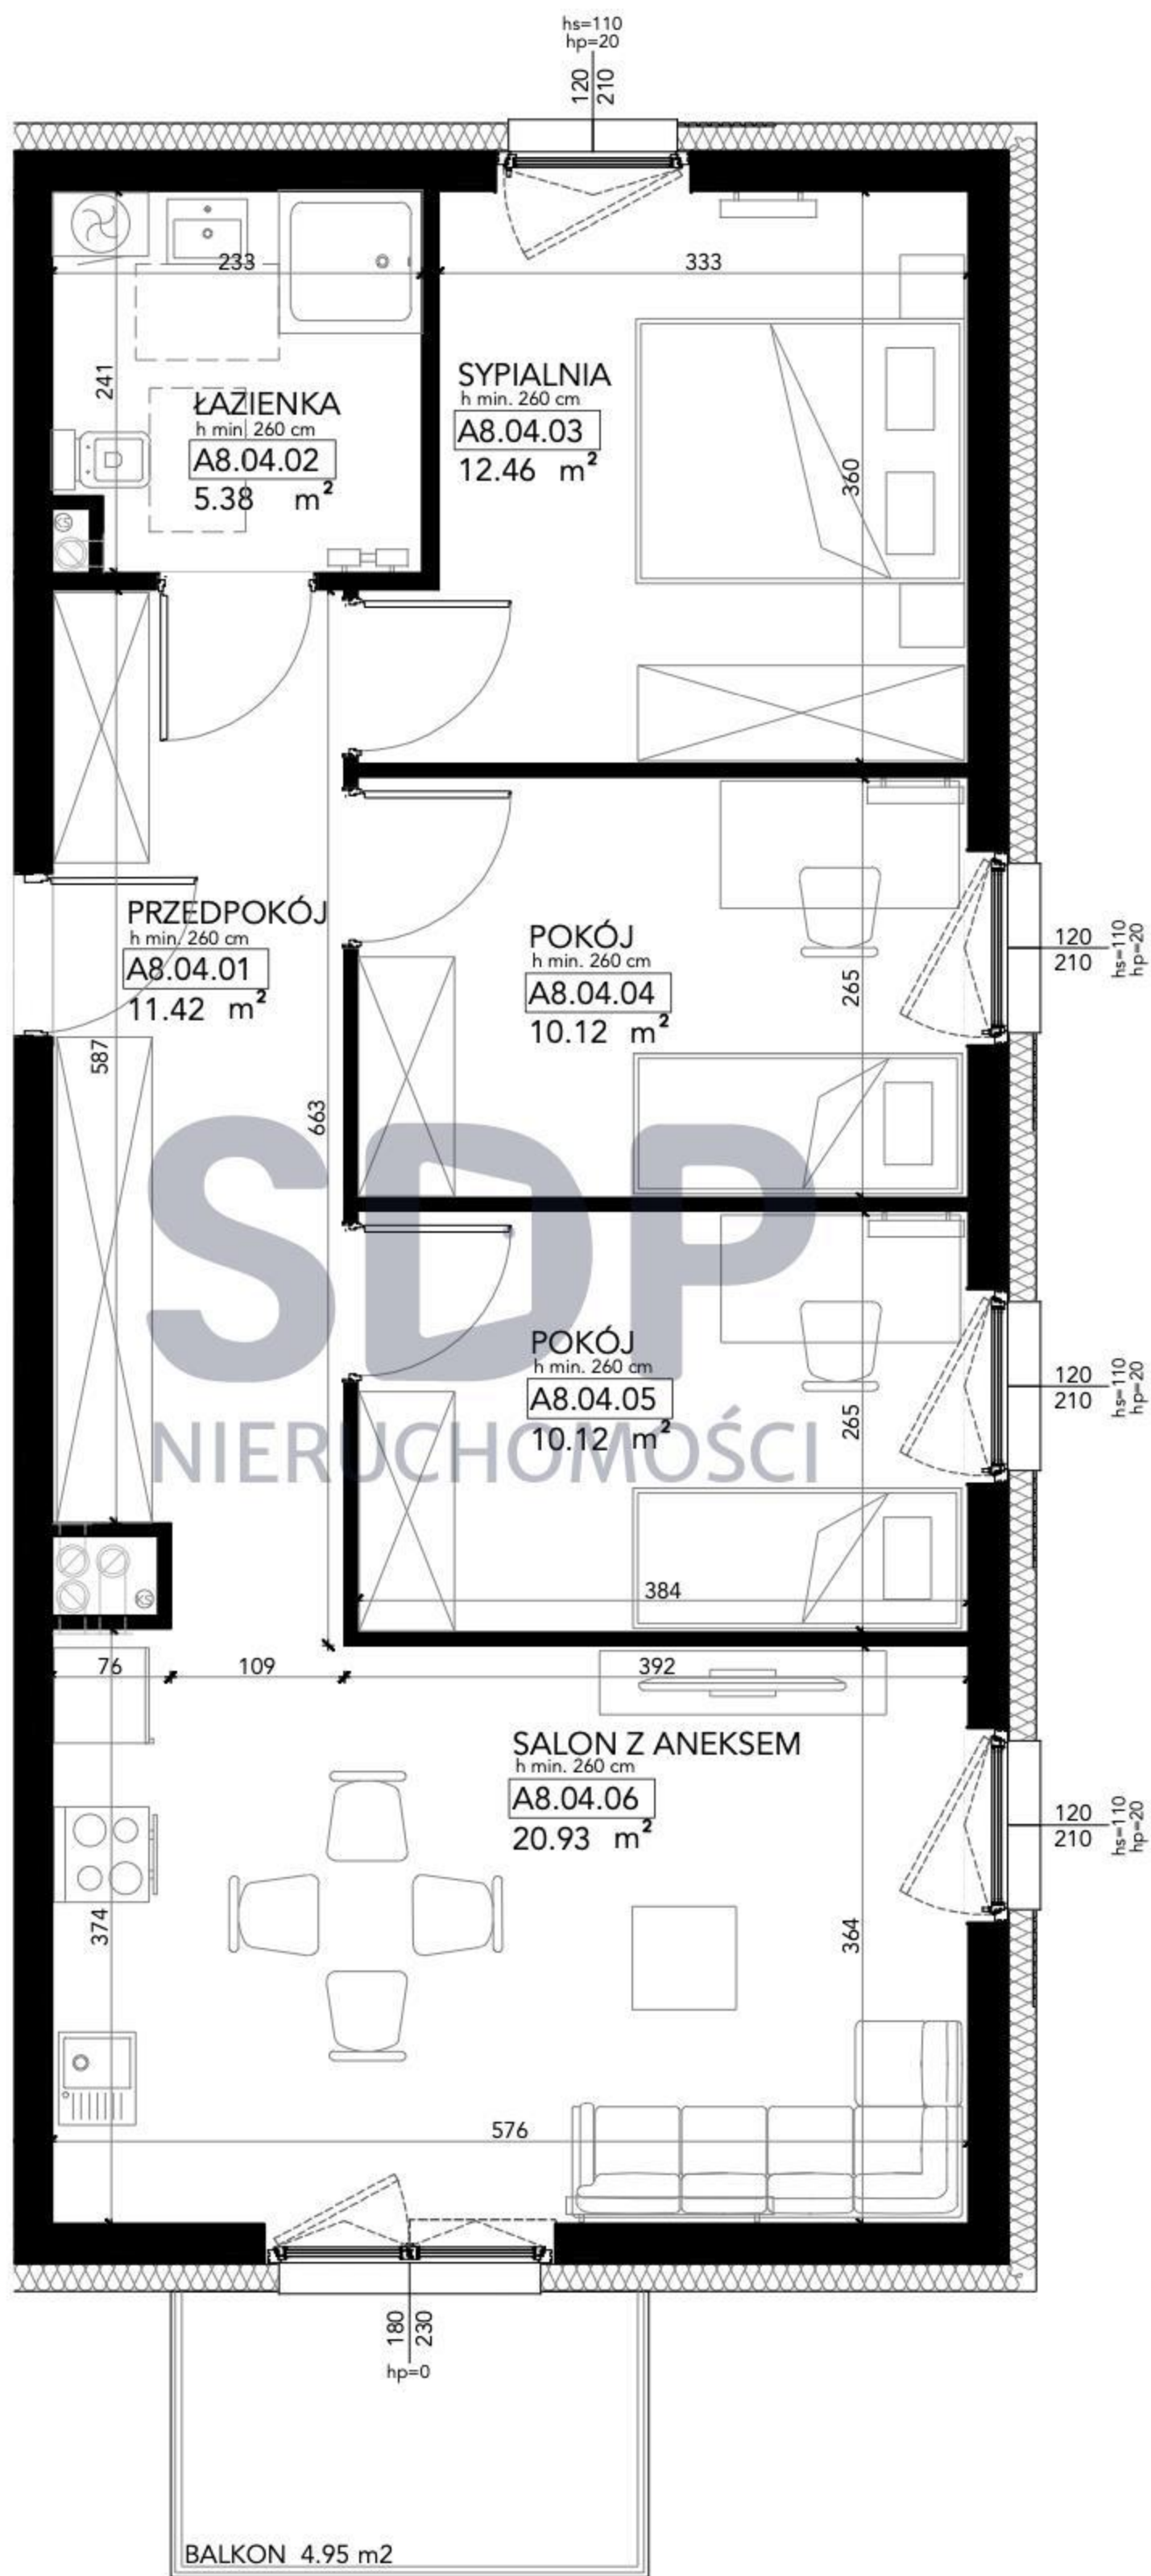 hs=110
hp=20
120
210
233
333
241
ŁAZIENKA
h min. 260 cm
A8.04.02
5.38 m²
SYPIALNIA
h min. 260 cm
A8.04.03
12.46 m²
360
KS
PRZEDPOKÓJ
h min. 260 cm
A8.04.01
11.42 m²
587
663
POKÓJ
h min. 260 cm
A8.04.04
10.12 m²
265
120
210
hs=110
hp=20
SDP
NIERUCHOMOŚCI
POKÓJ
h min. 260 cm
A8.04.05
10.12 m²
265
120
210
hs=110
hp=20
384
KS
76
109
392
SALON Z ANEKSEM
h min. 260 cm
A8.04.06
20.93 m²
120
210
hs=110
hp=20
374
364
576
180
230
hp=0
BALKON 4.95 m2